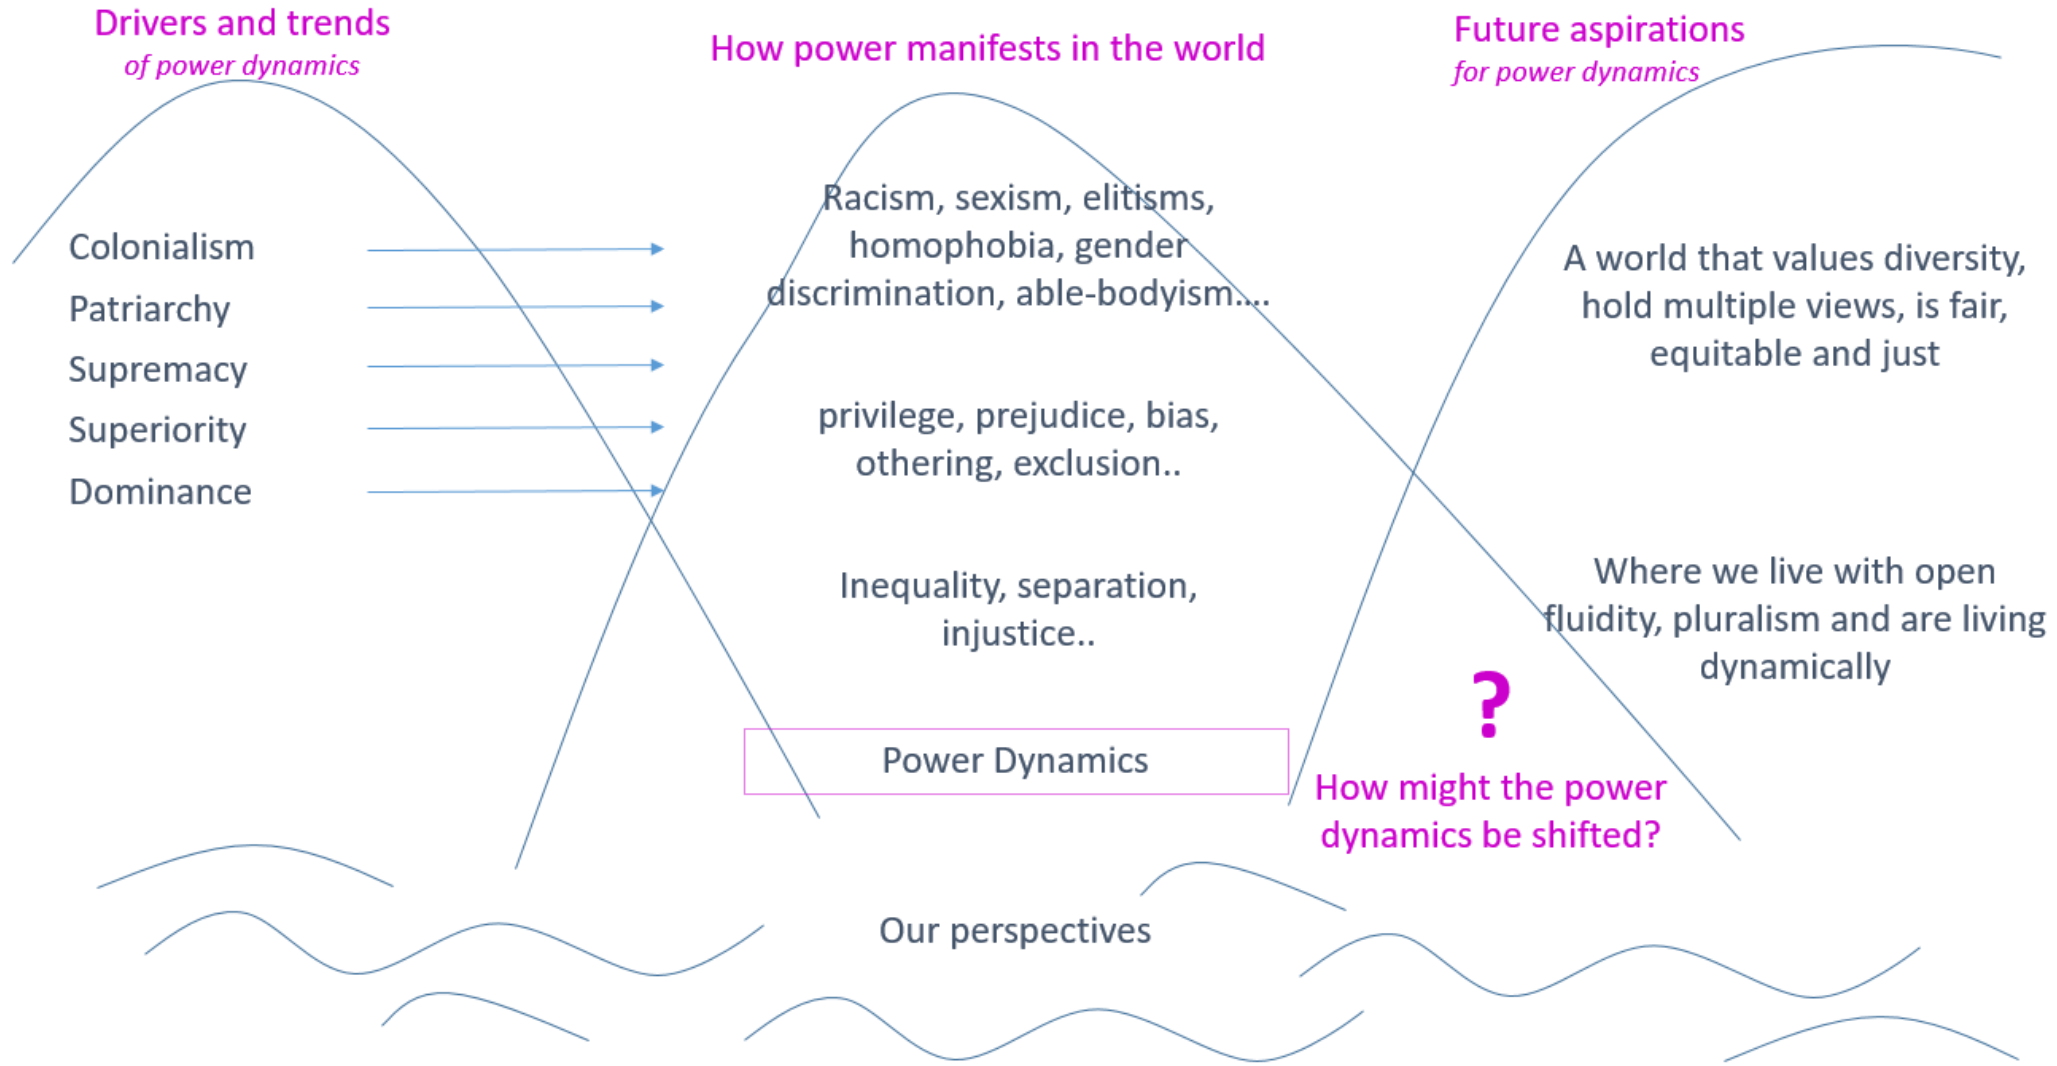 Drivers and trends
of power dynamics
Colonialism
Patriarchy
Supremacy
Superiority
Dominance
How power manifests in the world
Racism, sexism, elitisms,
homophobia, gender
discrimination, able-bodyism....
privilege, prejudice, bias,
othering, exclusion..
Inequality, separation,
injustice..
Power Dynamics
Future aspirations
for power dynamics
A world that values diversity,
hold multiple views, is fair,
equitable and just
Where we live with open
fluidity, pluralism and are living
dynamically
?
How might the power
dynamics be shifted?
Our perspectives